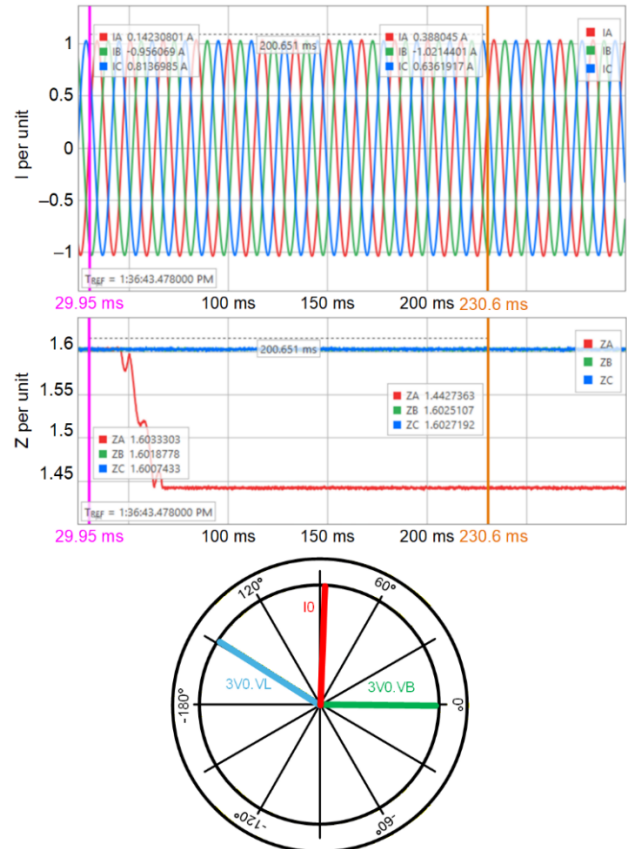 1
0.5
0
−0.5
−1
I per unit
IA 0.14230801 A
IB -0.956069 A
IC 0.8136985 A
200.651 ms
IA 0.388045 A
IB -1.0214401 A
IC 0.6361917 A
IA
IB
IC
TREF = 1:36:43.478000 PM
29.95 ms 100 ms 150 ms 200 ms 230.6 ms
1.6
1.55
1.5
1.45
Z per unit
200.651 ms
ZA
ZB
ZC
ZA 1.4427363
ZB 1.6025107
ZC 1.6027192
ZA 1.6033303
ZB 1.6018778
ZC 1.6007433
TREF = 1:36:43.478000 PM
29.95 ms 100 ms 150 ms 200 ms 230.6 ms
120°
60°
I0
3V0.VL
3V0.VB
-180°
0°
-120°
-60°